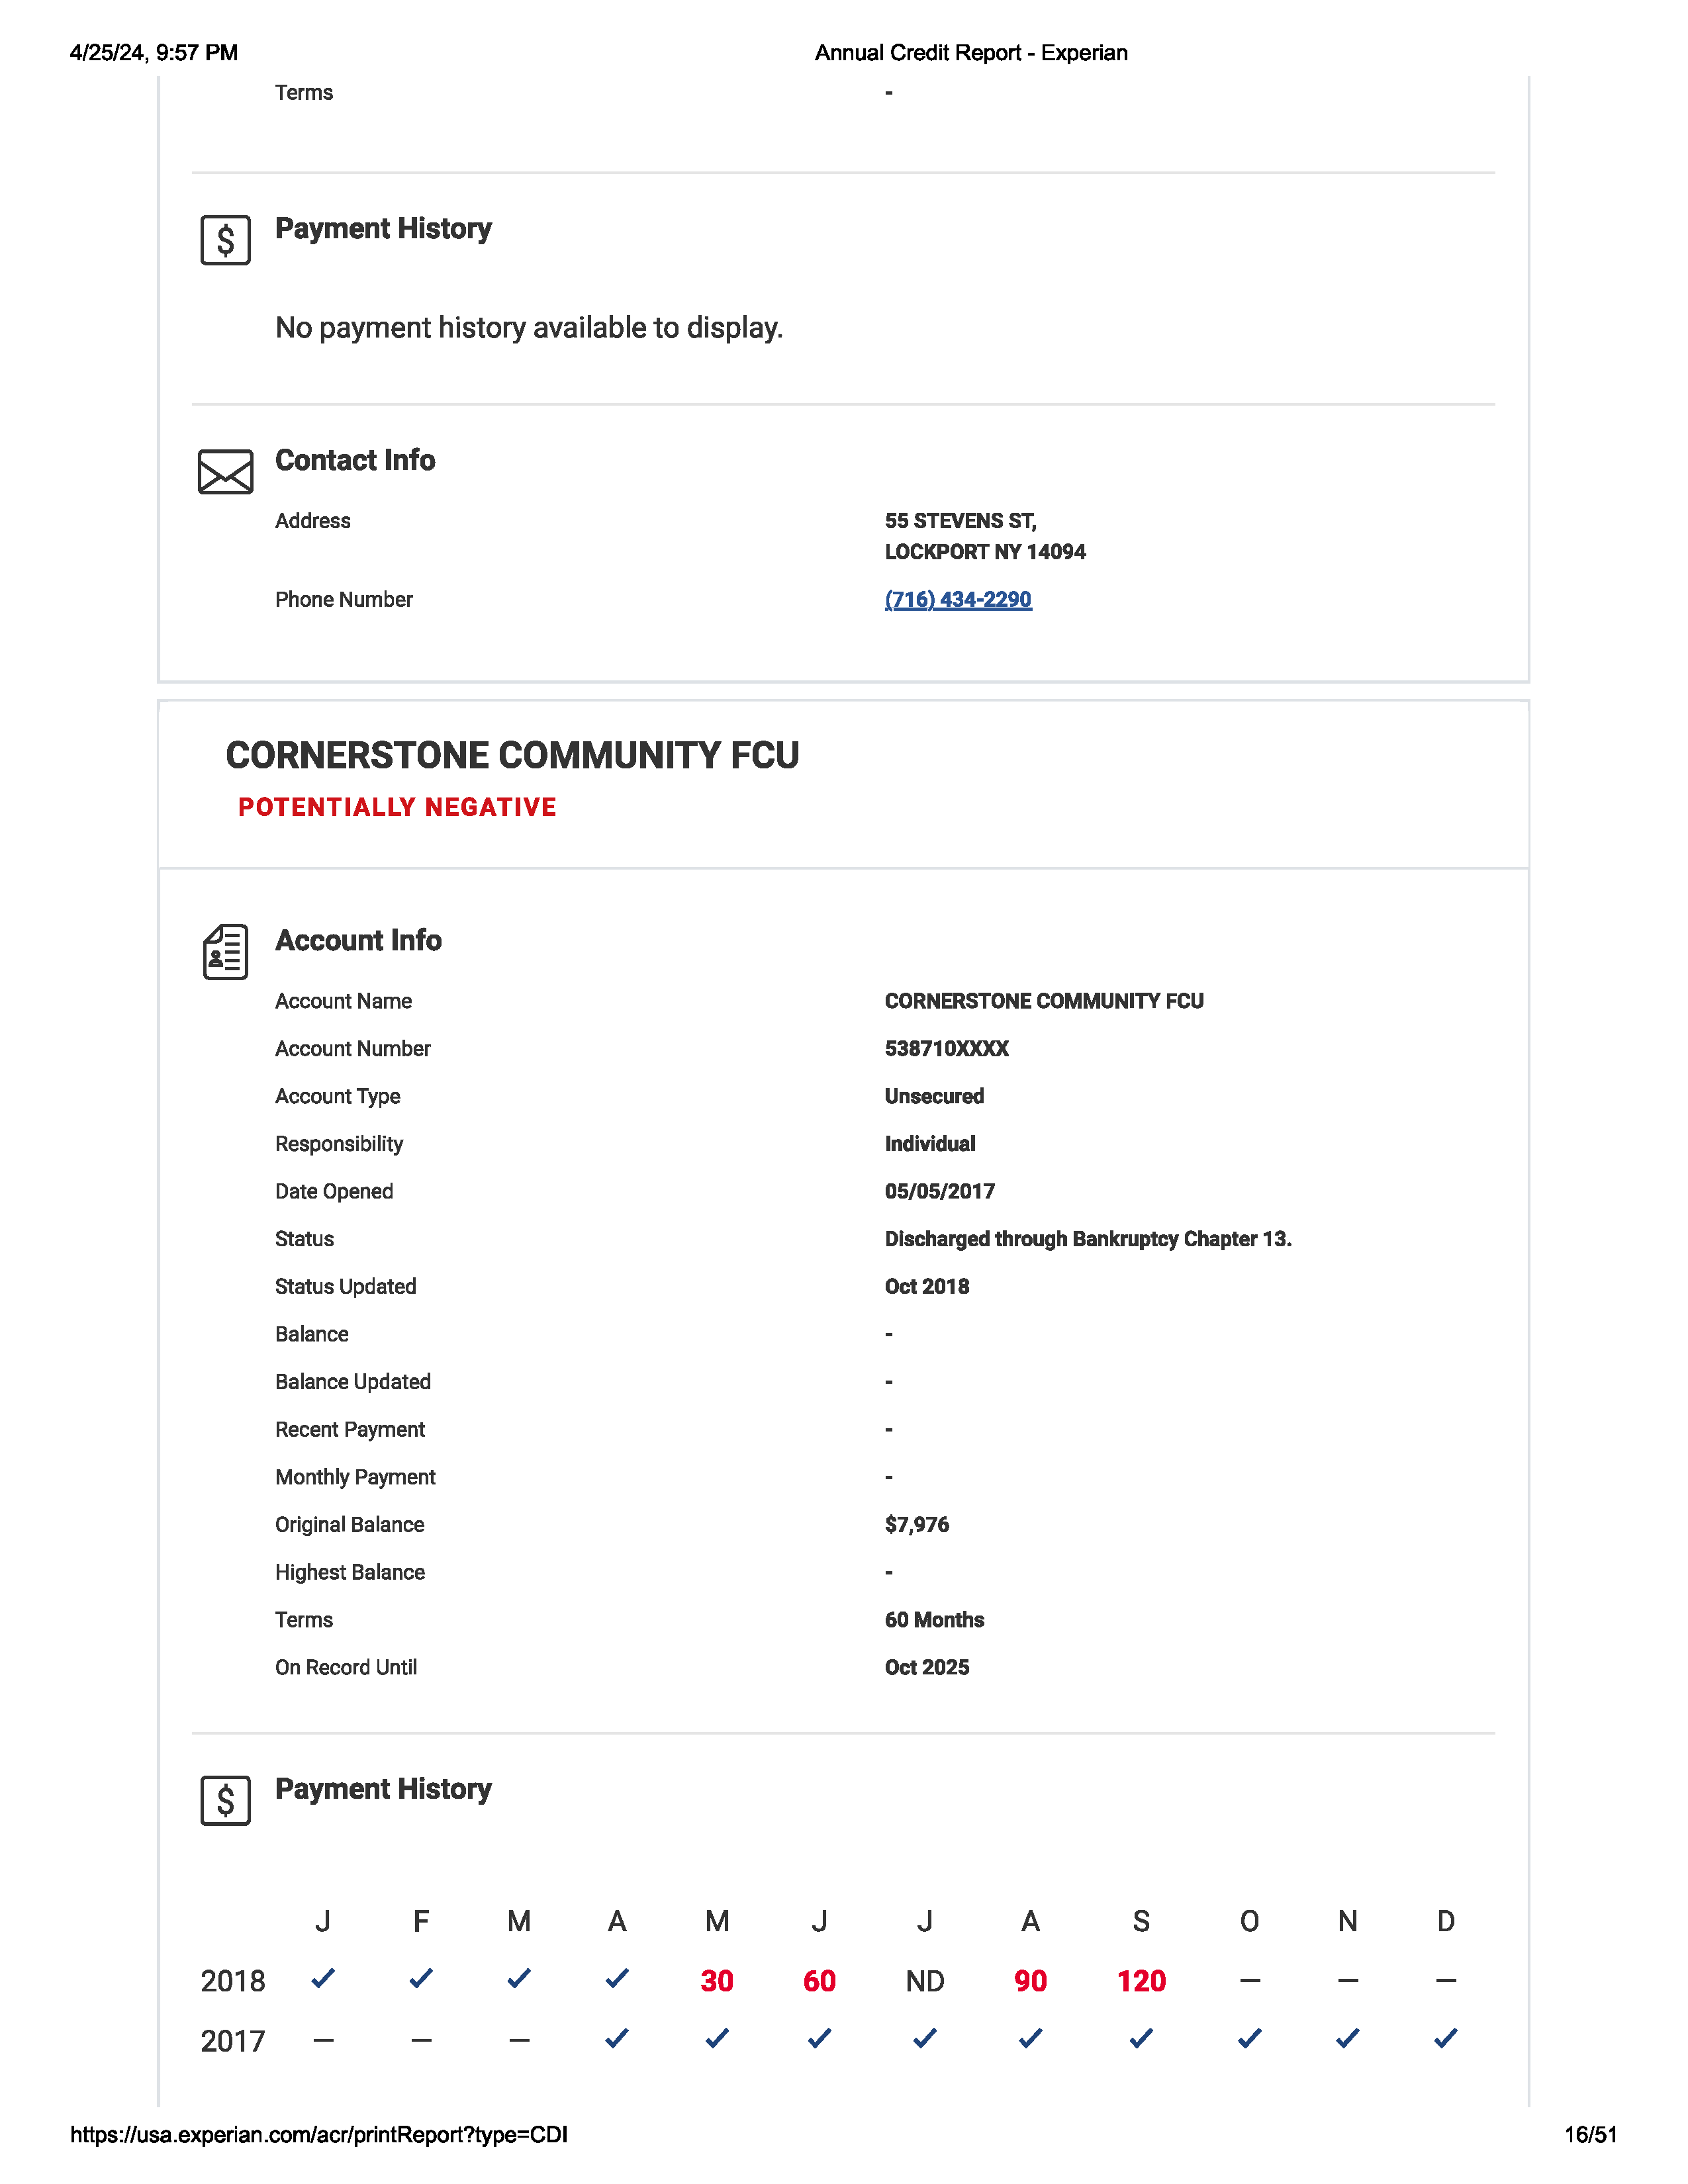 4/25/24, 9:57 PM Annual Credit Report - Experian
Terms -
Payment History
No payment history available to display.
Contact Info
Address 55 STEVENS ST,
LOCKPORT NY 14094
Phone Number (716) 434-2290
CORNERSTONE COMMUNITY FCU
POTENTIALLY NEGATIVE
Account Info
Account Name CORNERSTONE COMMUNITY FCU
Account Number 538710XXXX
Account Type Unsecured
Responsibility Individual
Date Opened 05/05/2017
Status Discharged through Bankruptcy Chapter 13.
Status Updated Oct 2018
Balance -
Balance Updated -
Recent Payment -
Monthly Payment -
Original Balance $7,976
Highest Balance -
Terms 60 Months
On Record Until Oct 2025
Payment History
J F M A M J J A S O N D
2018 ✓ ✓ ✓ ✓ 30 60 ND 90 120 – – –
2017 – – – ✓ ✓ ✓ ✓ ✓ ✓ ✓ ✓ ✓
https://usa.experian.com/acr/printReport?type=CDI 16/51